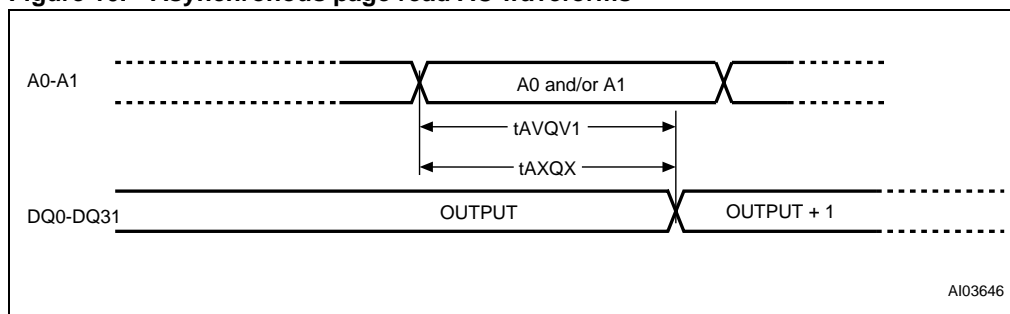 Figure Asynchronous page read AC waveforms
A0-A1
A0 and/or A1
tAVQV1
tAXQX
DQ0-DQ31
OUTPUT
OUTPUT + 1
AI03646